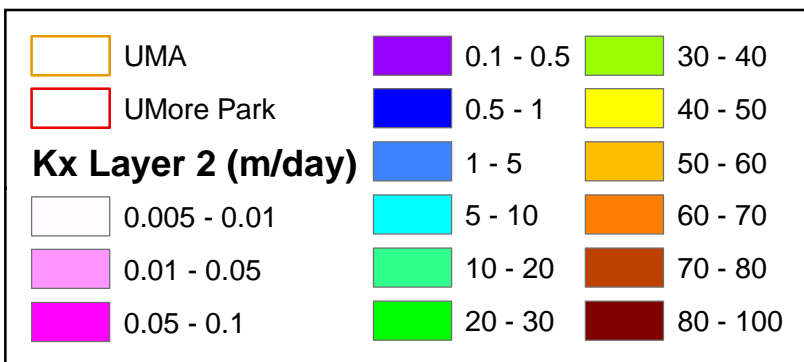 UMA
UMore Park
Kx Layer 2 (m/day)
0.005 - 0.01
0.01 - 0.05
0.05 - 0.1
0.1 - 0.5
0.5 - 1
1 - 5
5 - 10
10 - 20
20 - 30
30 - 40
40 - 50
50 - 60
60 - 70
70 - 80
80 - 100